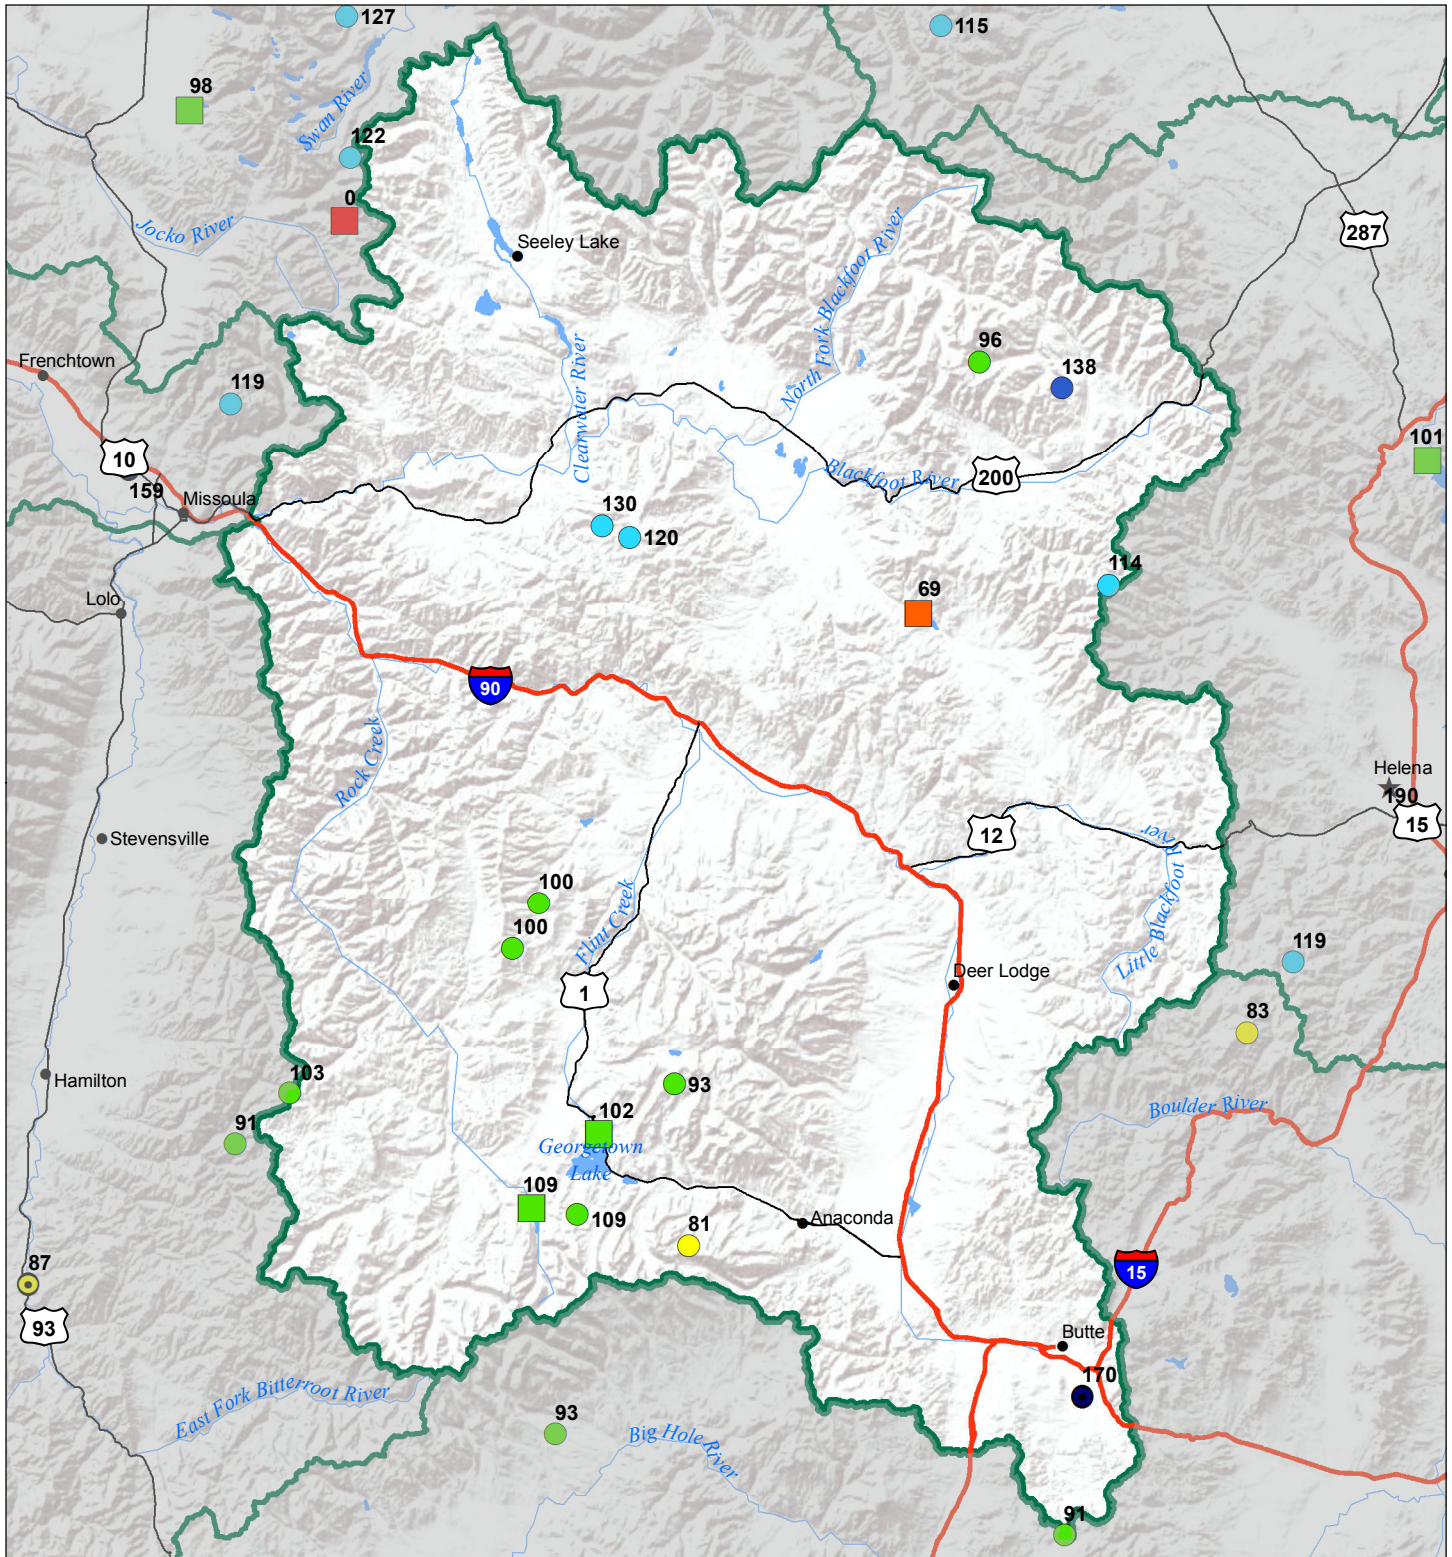 127
115
98
Swan River
122
0
Jocko River
287
Seeley Lake
North Fork Blackfoot River
Frenchtown
96
138
119
Clearwater River
101
10
159
Missoula
Blackfoot River
200
130
120
114
Lolo
69
90
Rock Creek
Helena
190
15
12
Stevensville
Little Blackfoot River
100
Flint Creek
100
119
Deer Lodge
1
83
Hamilton
103
93
91
102
Boulder River
Georgetown
Lake
109
109
Anaconda
81
87
15
93
Butte
170
East Fork Bitterroot River
93
Big Hole River
91